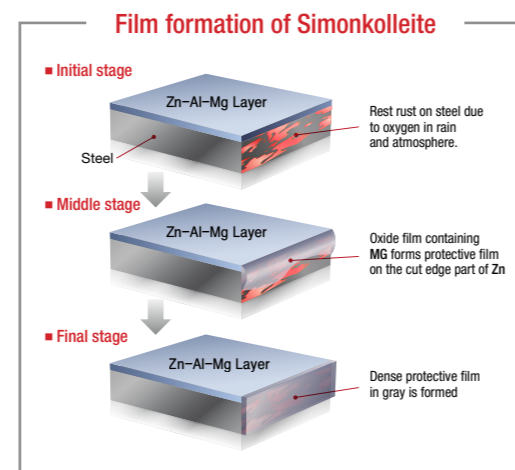 Film formation of Simonkolleite
■ Initial stage
Zn-Al-Mg Layer
Steel
Rest rust on steel due
to oxygen in rain
and atmosphere.
■ Middle stage
Zn-Al-Mg Layer
Oxide film containing
MG forms protective film
on the cut edge part of Zn
■ Final stage
Zn-Al-Mg Layer
Dense protective film
in gray is formed